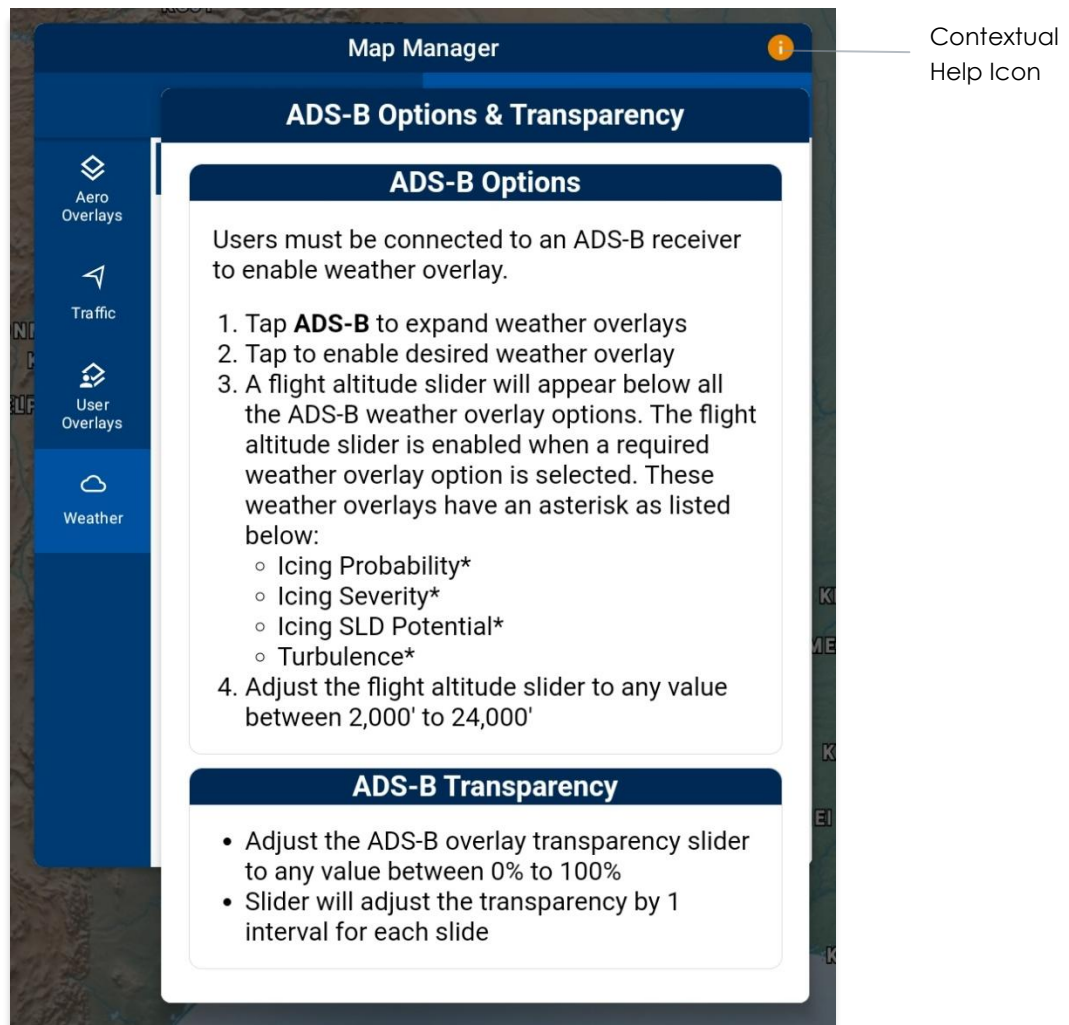 Map Manager
Contextual
Help Icon
ADS-B Options & Transparency
Aero
Overlays
Traffic
User
Overlays
Weather
ADS-B Options
Users must be connected to an ADS-B receiver
to enable weather overlay.
1. Tap ADS-B to expand weather overlays
2. Tap to enable desired weather overlay
3. A flight altitude slider will appear below all
the ADS-B weather overlay options. The flight
altitude slider is enabled when a required
weather overlay option is selected. These
weather overlays have an asterisk as listed
below:
◦ Icing Probability*
◦ Icing Severity*
◦ Icing SLD Potential*
◦ Turbulence*
4. Adjust the flight altitude slider to any value
between 2,000' to 24,000'
ADS-B Transparency
• Adjust the ADS-B overlay transparency slider
to any value between 0% to 100%
• Slider will adjust the transparency by 1
interval for each slide